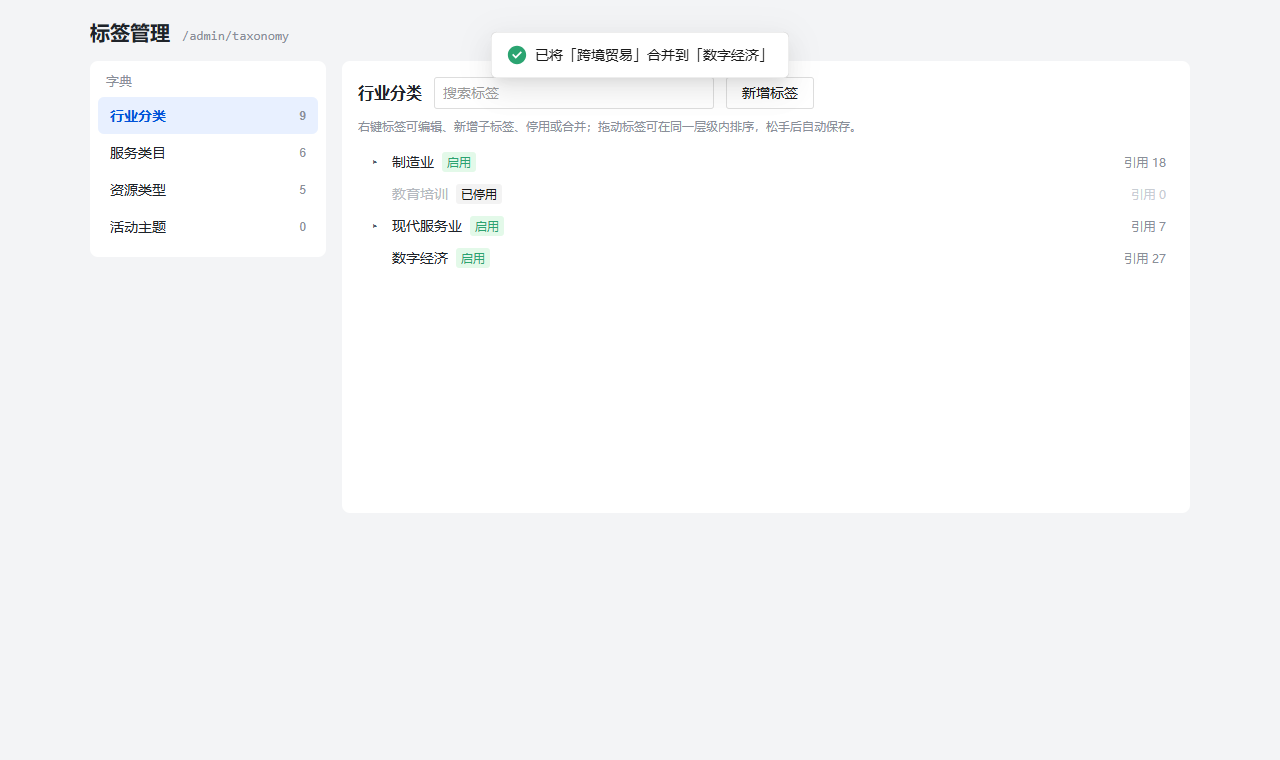 标签管理 /admin/taxonomy
已将「跨境贸易」合并到「数字经济」
字典
行业分类 9
服务类目 6
资源类型 5
活动主题 0
行业分类 搜索标签 新增标签
右键标签可编辑、新增子标签、停用或合并；拖动标签可在同一层级内排序，松手后自动保存。
制造业 启用 引用 18
教育培训 已停用 引用 0
现代服务业 启用 引用 7
数字经济 启用 引用 27